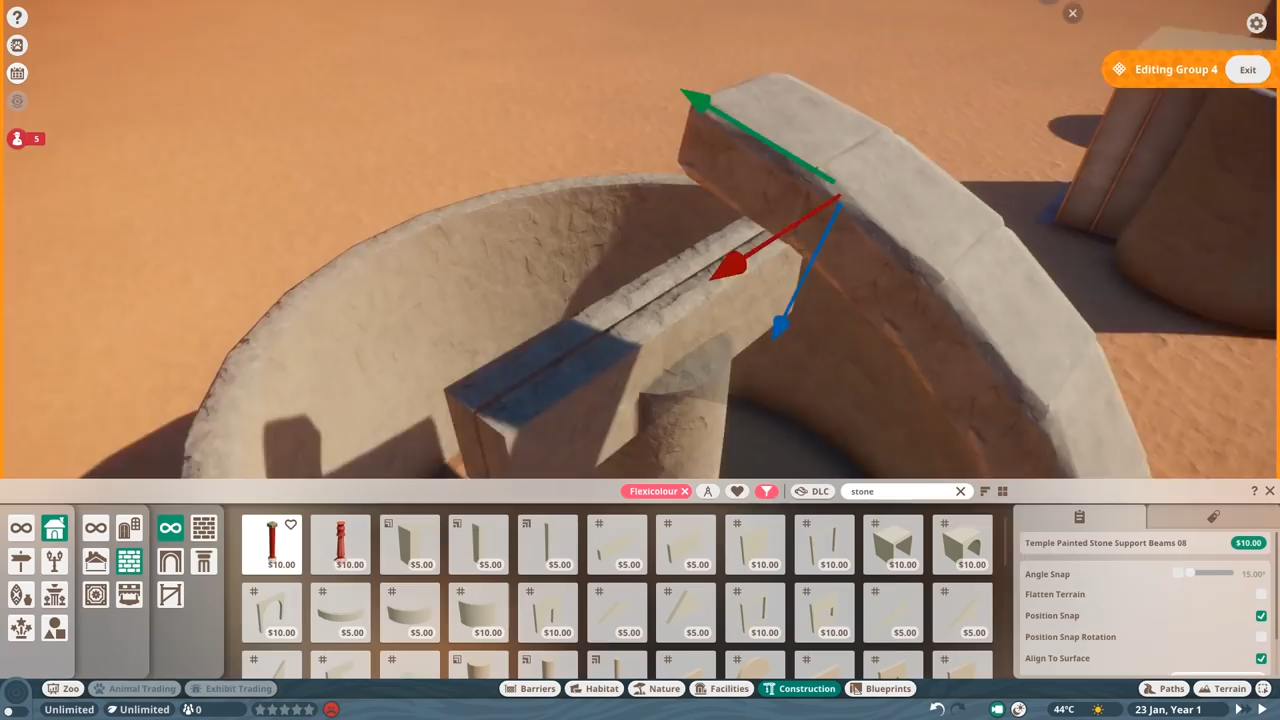 ?
Editing Group 4
Exit
5
Flexicolour
DLC
stone
?
$10.00 $10.00 $5.00 $5.00 $5.00 $5.00 $5.00 $10.00 $10.00 $10.00 $10.00
$10.00 $5.00 $5.00 $10.00 $10.00 $5.00 $5.00 $10.00 $10.00 $5.00 $5.00
Temple Painted Stone Support Beams 08 $10.00
Angle Snap 15.00°
Flatten Terrain
Position Snap
Position Snap Rotation
Align To Surface
Zoo Animal Trading Exhibit Trading Barriers Habitat Nature Facilities Construction Blueprints Paths Terrain
Unlimited Unlimited 0 44°C 23 Jan, Year 1